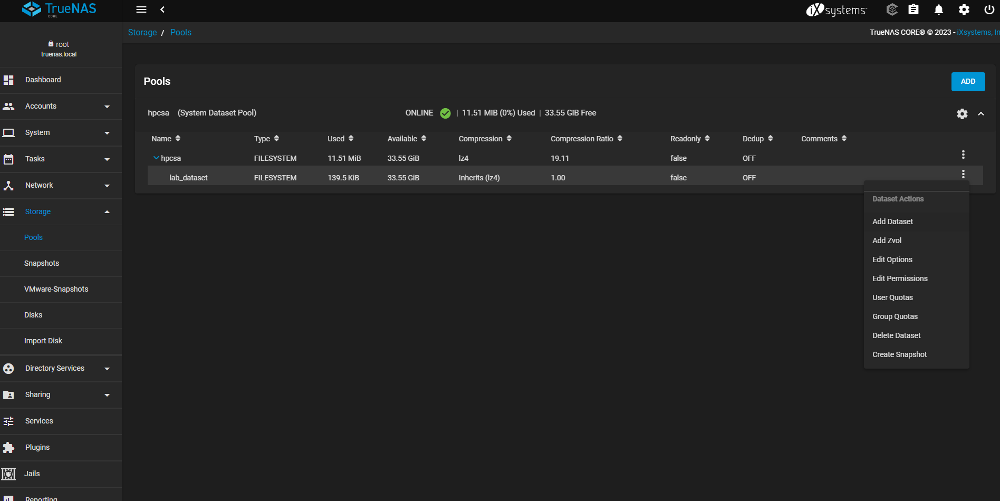 TrueNAS
CORE
iXsystems
root
truenas.local
Dashboard
Accounts
System
Tasks
Network
Storage
Pools
Snapshots
VMware-Snapshots
Disks
Import Disk
Directory Services
Sharing
Services
Plugins
Jails
Reporting
Storage / Pools
TrueNAS CORE® © 2023 - iXsystems, In
Pools
ADD
hpcsa (System Dataset Pool) ONLINE | 11.51 MiB (0%) Used | 33.55 GiB Free
Name Type Used Available Compression Compression Ratio Readonly Dedup Comments
hpcsa FILESYSTEM 11.51 MiB 33.55 GiB lz4 19.11 false OFF
lab_dataset FILESYSTEM 139.5 KiB 33.55 GiB Inherits (lz4) 1.00 false OFF
Dataset Actions
Add Dataset
Add Zvol
Edit Options
Edit Permissions
User Quotas
Group Quotas
Delete Dataset
Create Snapshot